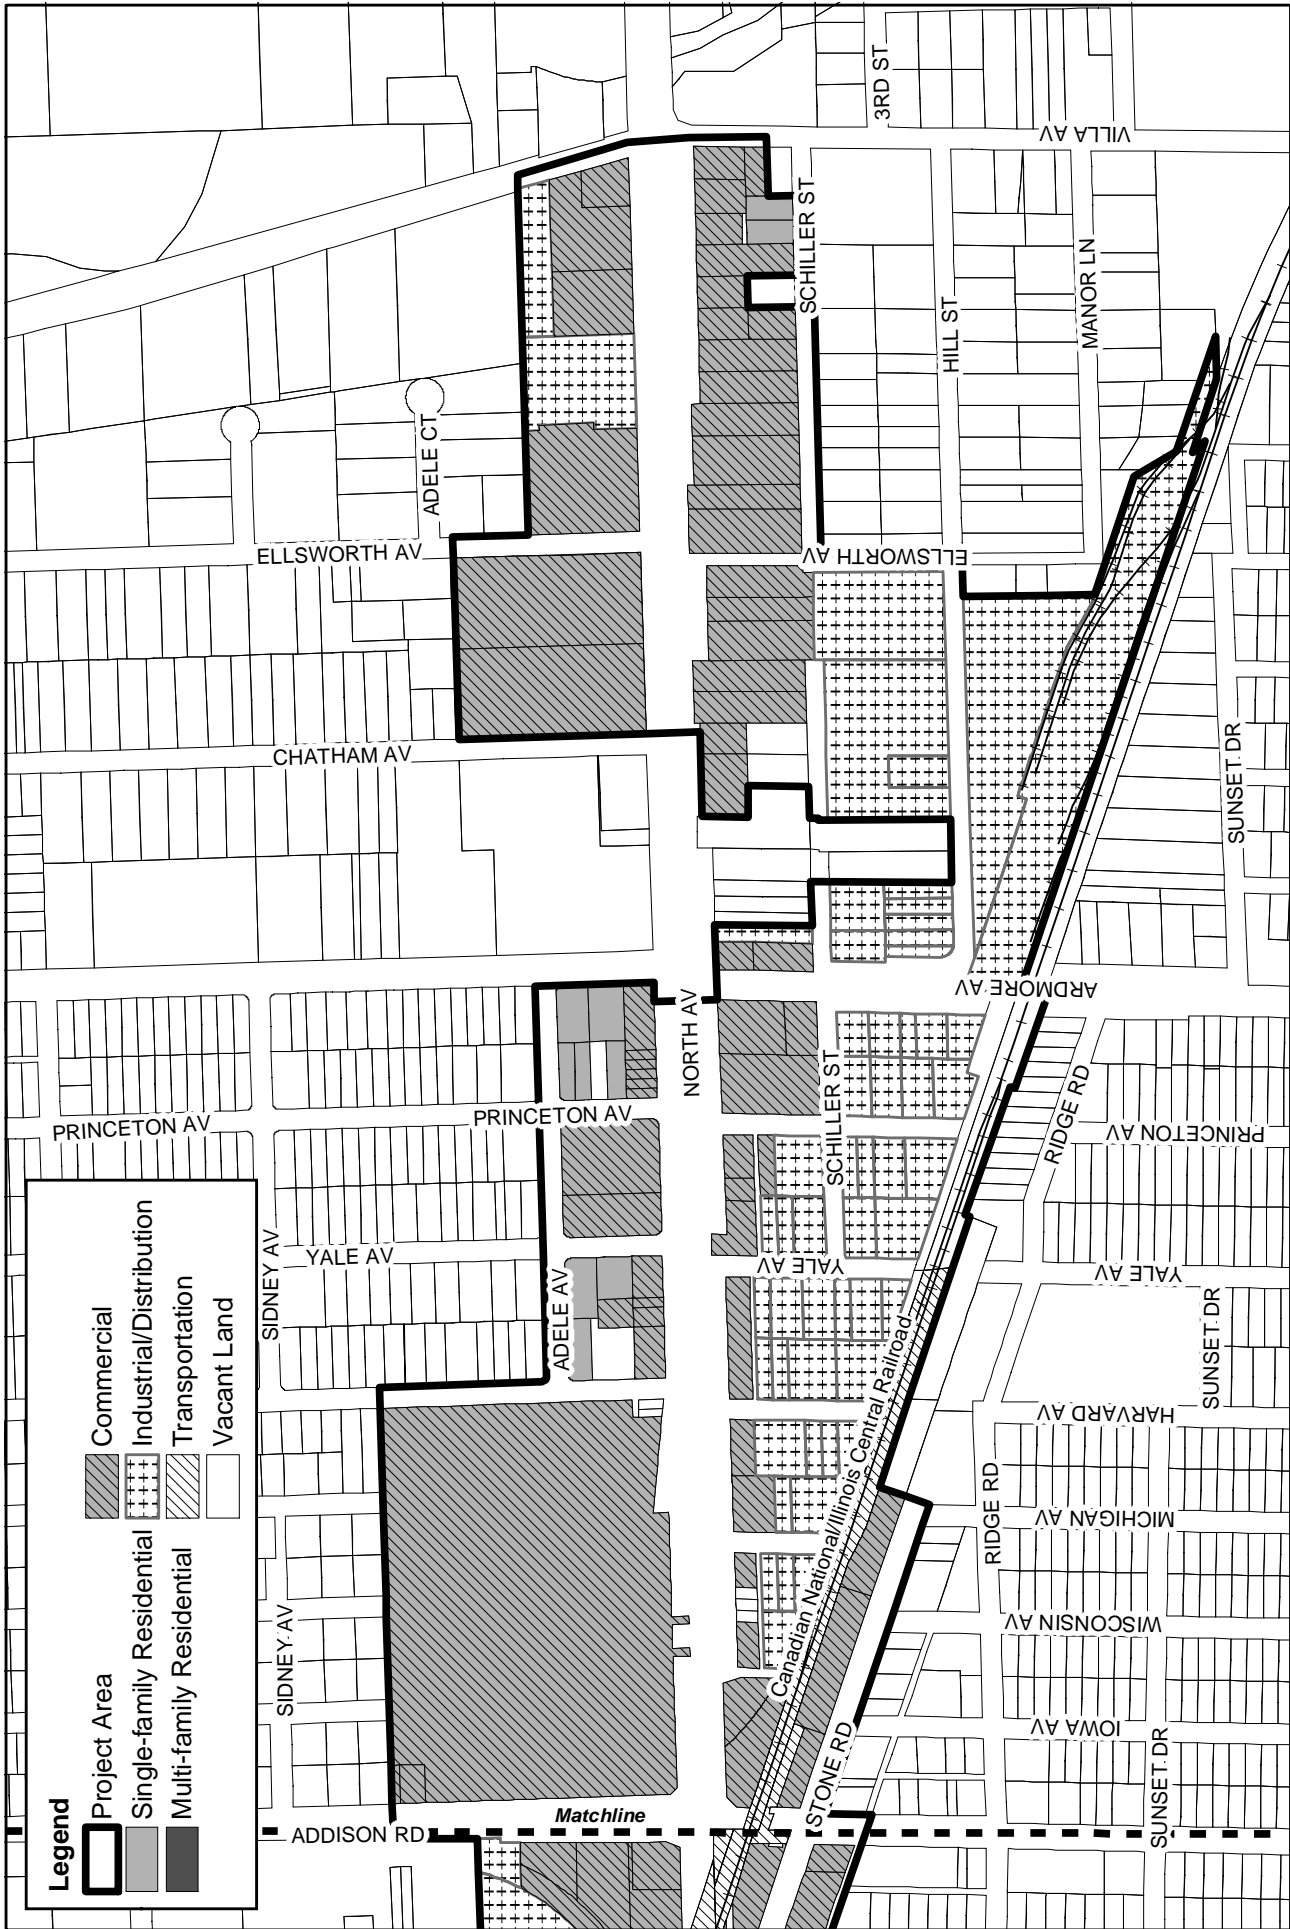 Legend
Project Area
Single-family Residential
Multi-family Residential
Commercial
Industrial/Distribution
Transportation
Vacant Land
3RD ST
VILLA AV
SCHILLER ST
HILL ST
MANOR LN
ADELE CT
ELLSWORTH AV
ELLSWORTH AV
CHATHAM AV
SUNSET DR
ARDMORE AV
NORTH AV
PRINCETON AV
PRINCETON AV
SCHILLER ST
RIDGE RD
PRINCETON AV
SIDNEY AV
YALE AV
ADELE AV
YALE AV
YALE AV
SUNSET DR
Canadian National/Illinois Central Railroad
HARVARD AV
RIDGE RD
MICHIGAN AV
WISCONSIN AV
SIDNEY AV
IOWA AV
STONE RD
SUNSET DR
Matchline
ADDISON RD